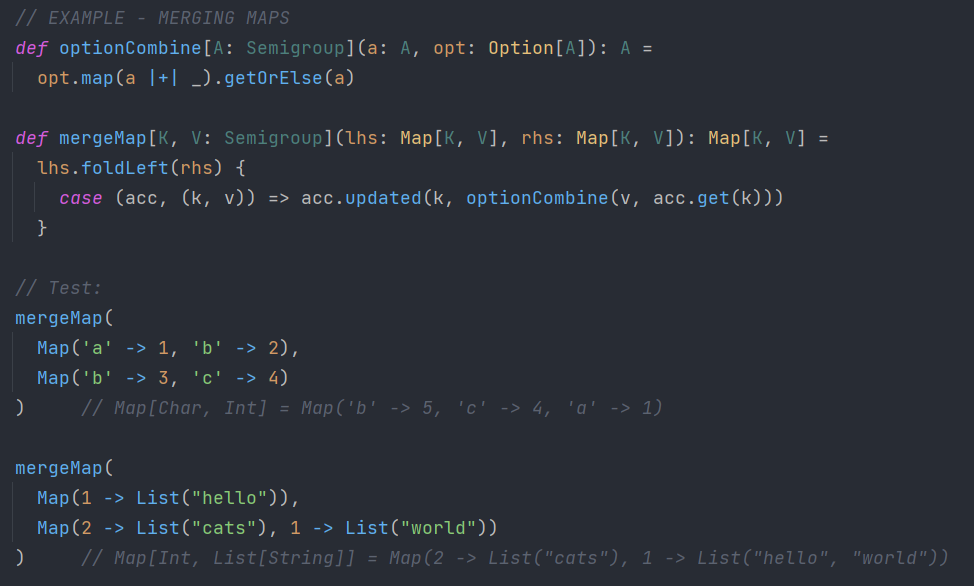 // EXAMPLE - MERGING MAPS
def optionCombine[A: Semigroup](a: A, opt: Option[A]): A =
  opt.map(a |+| _).getOrElse(a)

def mergeMap[K, V: Semigroup](lhs: Map[K, V], rhs: Map[K, V]): Map[K, V] =
  lhs.foldLeft(rhs) {
    case (acc, (k, v)) => acc.updated(k, optionCombine(v, acc.get(k)))
  }

// Test:
mergeMap(
  Map('a' -> 1, 'b' -> 2),
  Map('b' -> 3, 'c' -> 4)
)     // Map[Char, Int] = Map('b' -> 5, 'c' -> 4, 'a' -> 1)

mergeMap(
  Map(1 -> List("hello")),
  Map(2 -> List("cats"), 1 -> List("world"))
)     // Map[Int, List[String]] = Map(2 -> List("cats"), 1 -> List("hello", "world"))